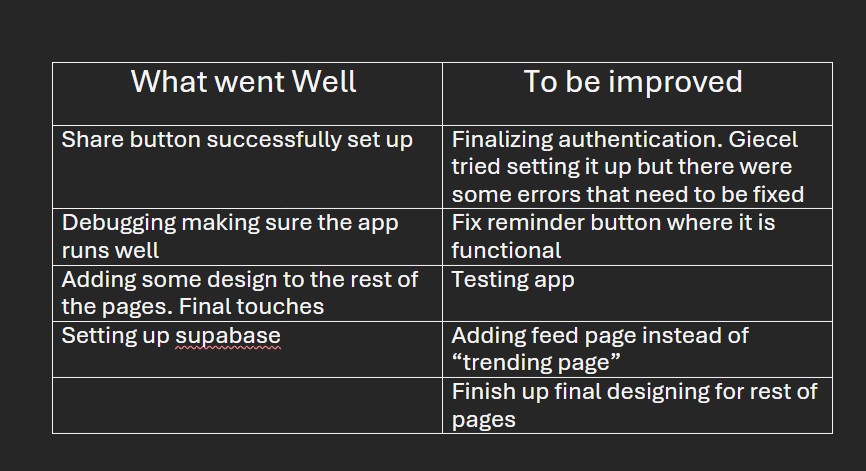 What went Well
To be improved
Share button successfully set up
Finalizing authentication. Giecel
tried setting it up but there were
some errors that need to be fixed
Debugging making sure the app
runs well
Fix reminder button where it is
functional
Adding some design to the rest of
the pages. Final touches
Testing app
Setting up supabase
Adding feed page instead of
“trending page”
Finish up final designing for rest of
pages